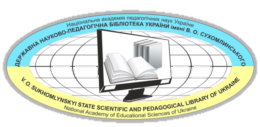 Національна академія педагогічних наук України
ДЕРЖАВНА НАУКОВО-ПЕДАГОГІЧНА БІБЛІОТЕКА УКРАЇНИ імені В. О. СУХОМЛИНСЬКОГО
V. O. SUKHOMLYNSKYI STATE SCIENTIFIC AND PEDAGOGICAL LIBRARY OF UKRAINE
National Academy of Educational Sciences of Ukraine